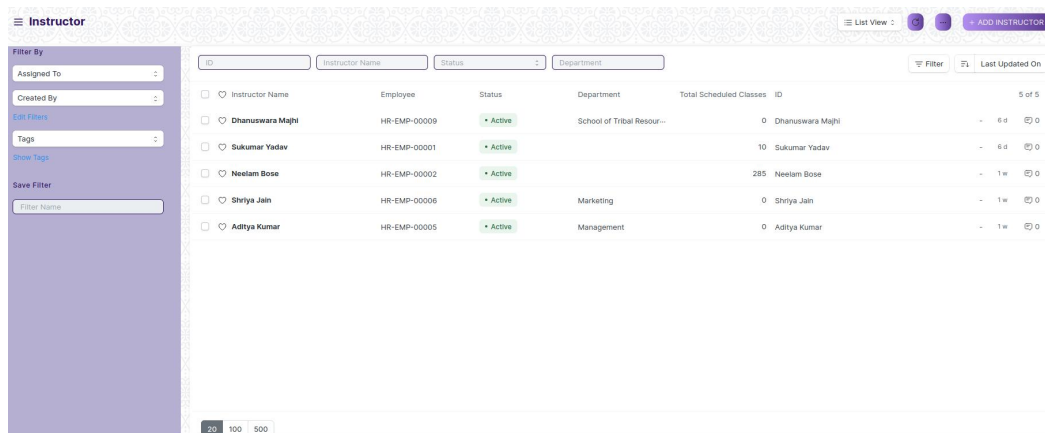 Instructor
List View
+ ADD INSTRUCTOR
Filter By
Assigned To
Created By
Edit Filters
Tags
Show Tags
Save Filter
Filter Name
ID Instructor Name Status Department
Filter Last Updated On
Instructor Name Employee Status Department Total Scheduled Classes ID 5 of 5
Dhanuswara Majhi HR-EMP-00009 • Active School of Tribal Resour... 0 Dhanuswara Majhi - 6 d 0
Sukumar Yadav HR-EMP-00001 • Active 10 Sukumar Yadav - 6 d 0
Neelam Bose HR-EMP-00002 • Active 285 Neelam Bose - 1 w 0
Shriya Jain HR-EMP-00006 • Active Marketing 0 Shriya Jain - 1 w 0
Aditya Kumar HR-EMP-00005 • Active Management 0 Aditya Kumar - 1 w 0
20 100 500